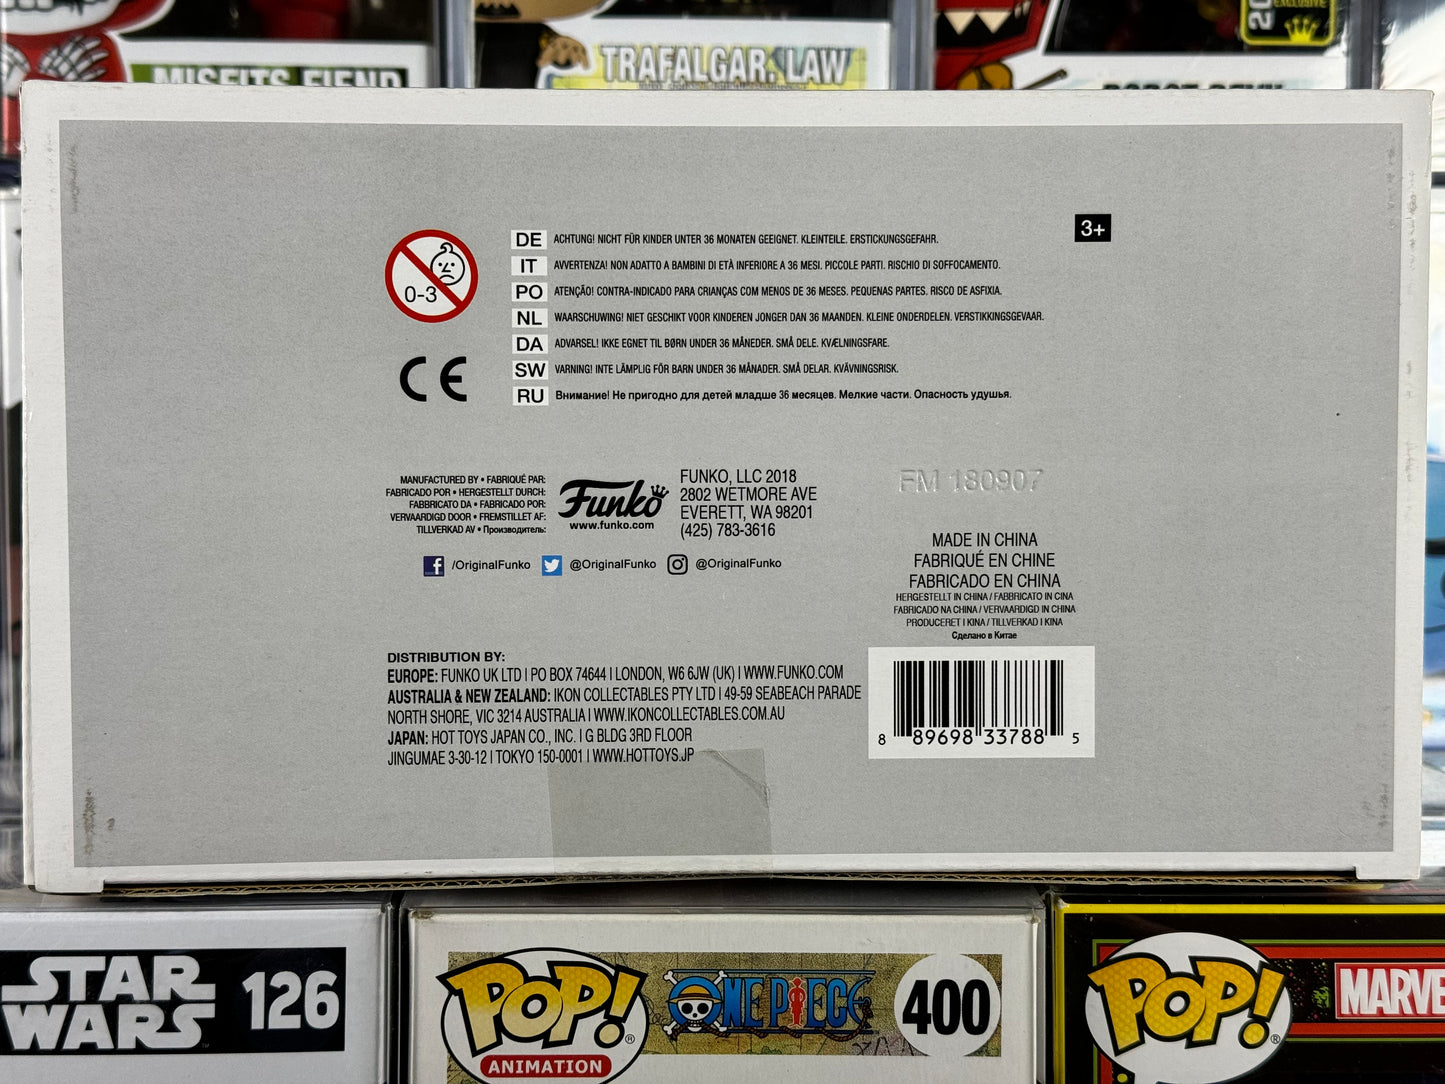 MISFITS FIEND
TRAFALGAR. LAW
20
EXCLUSIVE
3+
0-3
DE ACHTUNG! NICHT FÜR KINDER UNTER 36 MONATEN GEEIGNET. KLEINTEILE. ERSTICKUNGSGEFAHR.
IT AVVERTENZA! NON ADATTO A BAMBINI DI ETÀ INFERIORE A 36 MESI. PICCOLE PARTI. RISCHIO DI SOFFOCAMENTO.
PO ATENÇÃO! CONTRA-INDICADO PARA CRIANÇAS COM MENOS DE 36 MESES. PEQUENAS PARTES. RISCO DE ASFIXIA.
NL WAARSCHUWING! NIET GESCHIKT VOOR KINDEREN JONGER DAN 36 MAANDEN. KLEINE ONDERDELEN. VERSTIKKINGSGEVAAR.
DA ADVARSEL! IKKE EGNET TIL BØRN UNDER 36 MÅNEDER. SMÅ DELE. KVÆLNINGSFARE.
SW VARNING! INTE LÄMPLIG FÖR BARN UNDER 36 MÅNADER. SMÅ DELAR. KVÄVNINGSRISK.
RU Внимание! Не пригодно для детей младше 36 месяцев. Мелкие части. Опасность удушья.
CE
MANUFACTURED BY • FABRIQUÉ PAR:
FABRICADO POR • HERGESTELLT DURCH:
FABBRICATO DA • FABRICADO POR:
VERVAARDIGD DOOR • FREMSTILLET AF:
TILLVERKAD AV • Производитель:
Funko
www.funko.com
FUNKO, LLC 2018
2802 WETMORE AVE
EVERETT, WA 98201
(425) 783-3616
/OriginalFunko @OriginalFunko @OriginalFunko
FM 180907
MADE IN CHINA
FABRIQUÉ EN CHINE
FABRICADO EN CHINA
HERGESTELLT IN CHINA / FABBRICATO IN CINA
FABRICADO NA CHINA / VERVAARDIGD IN CHINA
PRODUCERET I KINA / TILLVERKAD I KINA
Сделано в Китае
DISTRIBUTION BY:
EUROPE: FUNKO UK LTD | PO BOX 74644 | LONDON, W6 6JW (UK) | WWW.FUNKO.COM
AUSTRALIA & NEW ZEALAND: IKON COLLECTABLES PTY LTD | 49-59 SEABEACH PARADE
NORTH SHORE, VIC 3214 AUSTRALIA | WWW.IKONCOLLECTABLES.COM.AU
JAPAN: HOT TOYS JAPAN CO., INC. | G BLDG 3RD FLOOR
JINGUMAE 3-30-12 | TOKYO 150-0001 | WWW.HOTTOYS.JP
8 89698 33788 5
STAR WARS 126
POP! ANIMATION
ONE PIECE
400
POP!
MARVE